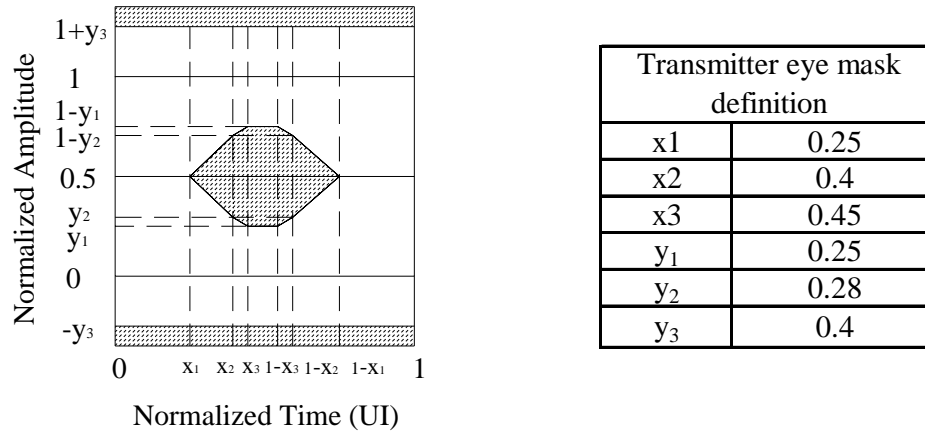 Normalized Amplitude
1+y₃
1
1-y₁
1-y₂
0.5
y₂
y₁
0
-y₃
0 x₁ x₂ x₃ 1-x₃ 1-x₂ 1-x₁ 1
Normalized Time (UI)
Transmitter eye mask
definition
x1 0.25
x2 0.4
x3 0.45
y₁ 0.25
y₂ 0.28
y₃ 0.4